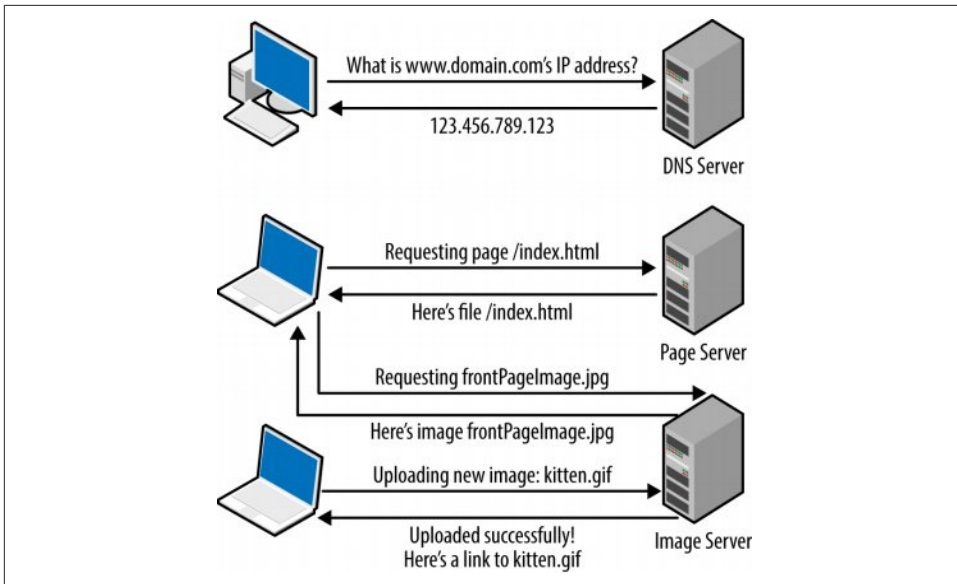 What is www.domain.com's IP address?
123.456.789.123
DNS Server
Requesting page /index.html
Here's file /index.html
Page Server
Requesting frontPageImage.jpg
Here's image frontPageImage.jpg
Uploading new image: kitten.gif
Uploaded successfully!
Here's a link to kitten.gif
Image Server